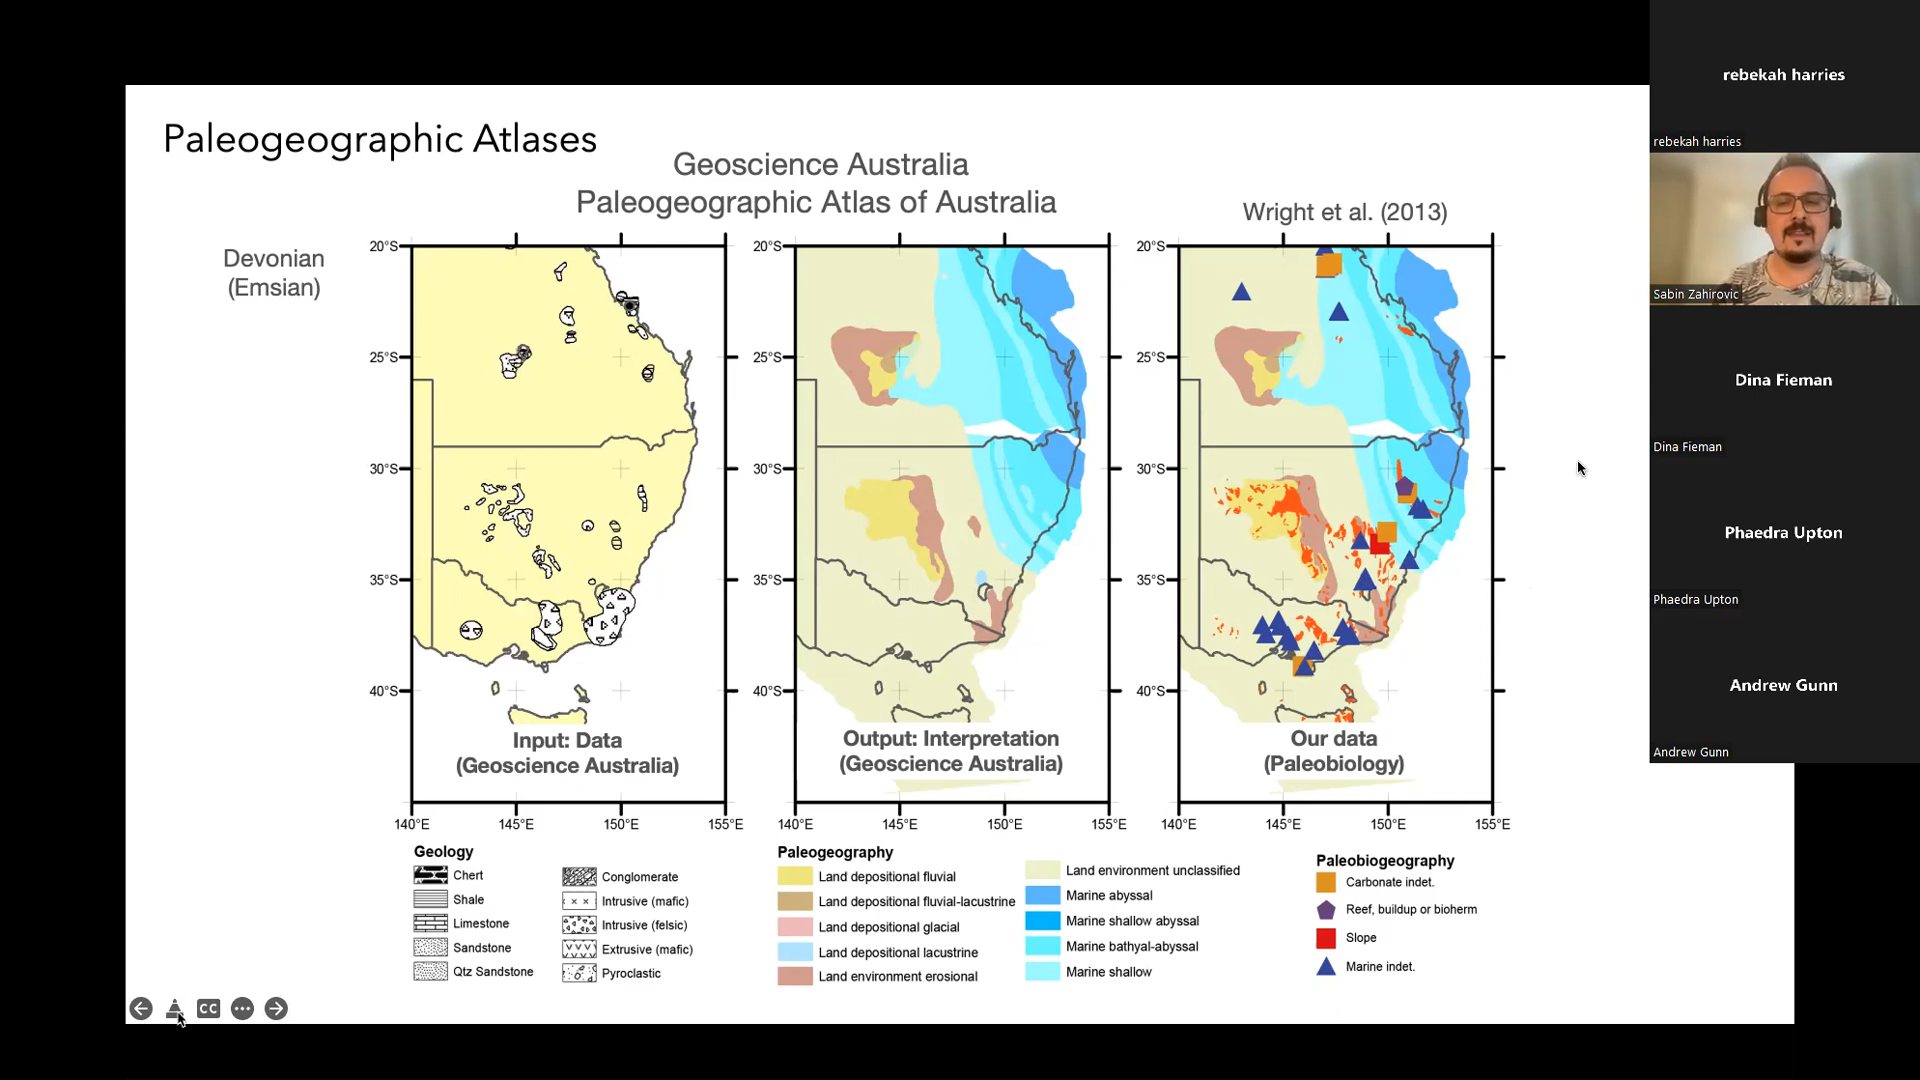 Paleogeographic Atlases
Geoscience Australia
Paleogeographic Atlas of Australia
Wright et al. (2013)
Devonian
(Emsian)
20°S
25°S
30°S
35°S
40°S
140°E
145°E
150°E
155°E
Input: Data
(Geoscience Australia)
20°S
25°S
30°S
35°S
40°S
140°E
145°E
150°E
155°E
Output: Interpretation
(Geoscience Australia)
20°S
25°S
30°S
35°S
40°S
140°E
145°E
150°E
155°E
Our data
(Paleobiology)
Geology
Chert
Shale
Limestone
Sandstone
Qtz Sandstone
Conglomerate
Intrusive (mafic)
Intrusive (felsic)
Extrusive (mafic)
Pyroclastic
Paleogeography
Land depositional fluvial
Land depositional fluvial-lacustrine
Land depositional glacial
Land depositional lacustrine
Land environment erosional
Land environment unclassified
Marine abyssal
Marine shallow abyssal
Marine bathyal-abyssal
Marine shallow
Paleobiogeography
Carbonate indet.
Reef, buildup or bioherm
Slope
Marine indet.
CC
rebekah harries
rebekah harries
Sabin Zahirovic
Dina Fieman
Dina Fieman
Phaedra Upton
Phaedra Upton
Andrew Gunn
Andrew Gunn